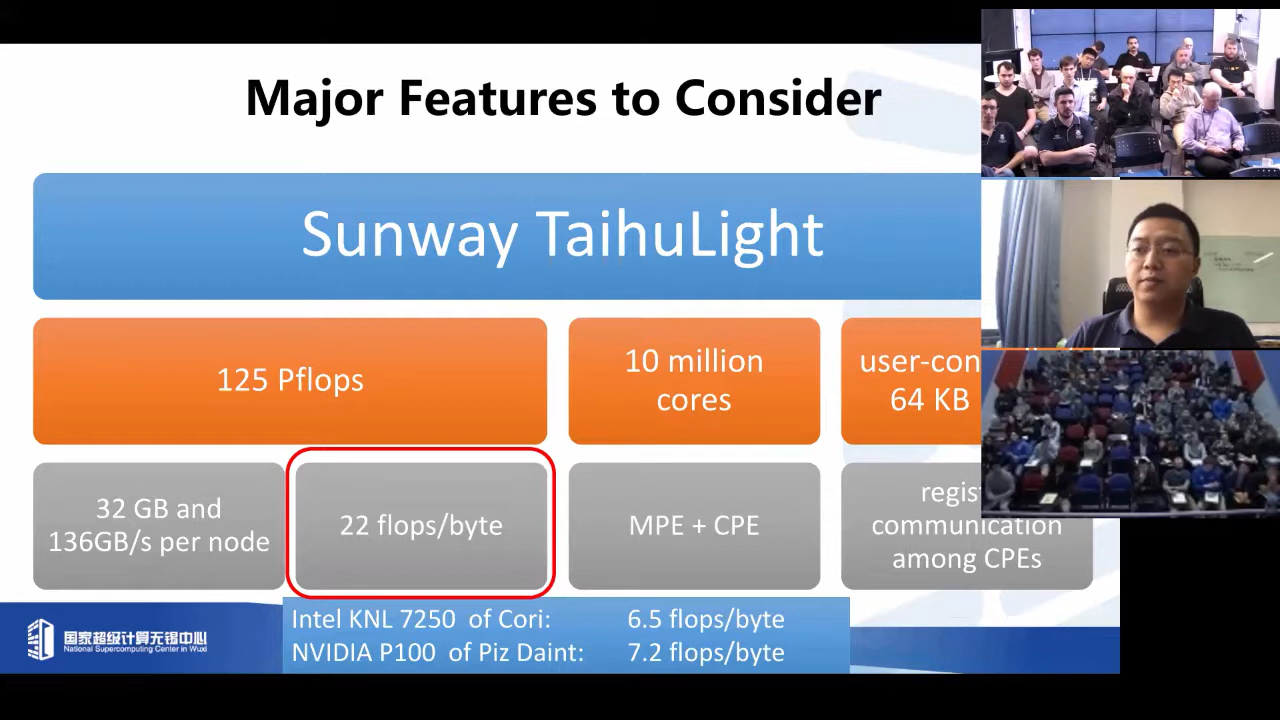 Major Features to Consider
Sunway TaihuLight
125 Pflops
10 million
cores
user-con
64 KB
32 GB and
136GB/s per node
22 flops/byte
MPE + CPE
regis
communication
among CPEs
Intel KNL 7250 of Cori: 6.5 flops/byte
NVIDIA P100 of Piz Daint: 7.2 flops/byte
国家超级计算无锡中心
National Supercomputing Center in Wuxi